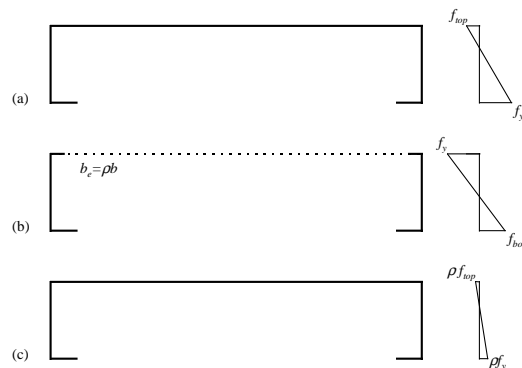 f_top
(a)
f_y
f_y
b_e=ρb
(b)
f_bo
ρf_top
(c)
ρf_y